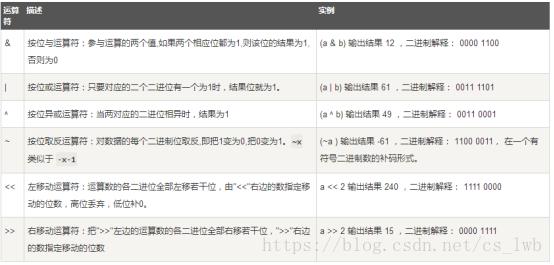 运算符 描述 实例
& 按位与运算符：参与运算的两个值,如果两个相应位都为1,则该位的结果为1,否则为0 (a & b) 输出结果 12 ，二进制解释： 0000 1100
| 按位或运算符：只要对应的二个二进位有一个为1时，结果位就为1。 (a | b) 输出结果 61 ，二进制解释： 0011 1101
^ 按位异或运算符：当两对应的二进位相异时，结果为1 (a ^ b) 输出结果 49 ，二进制解释： 0011 0001
~ 按位取反运算符：对数据的每个二进制位取反,即把1变为0,把0变为1。~x 类似于 -x-1 (~a ) 输出结果 -61 ，二进制解释： 1100 0011， 在一个有符号二进制数的补码形式。
<< 左移动运算符：运算数的各二进位全部左移若干位，由"<<"右边的数指定移动的位数，高位丢弃，低位补0。 a << 2 输出结果 240 ，二进制解释： 1111 0000
>> 右移动运算符：把">>"左边的运算数的各二进位全部右移若干位，">>"右边的数指定移动的位数 a >> 2 输出结果 15 ，二进制解释： 0000 1111
https://blog.csdn.net/cs_lwb